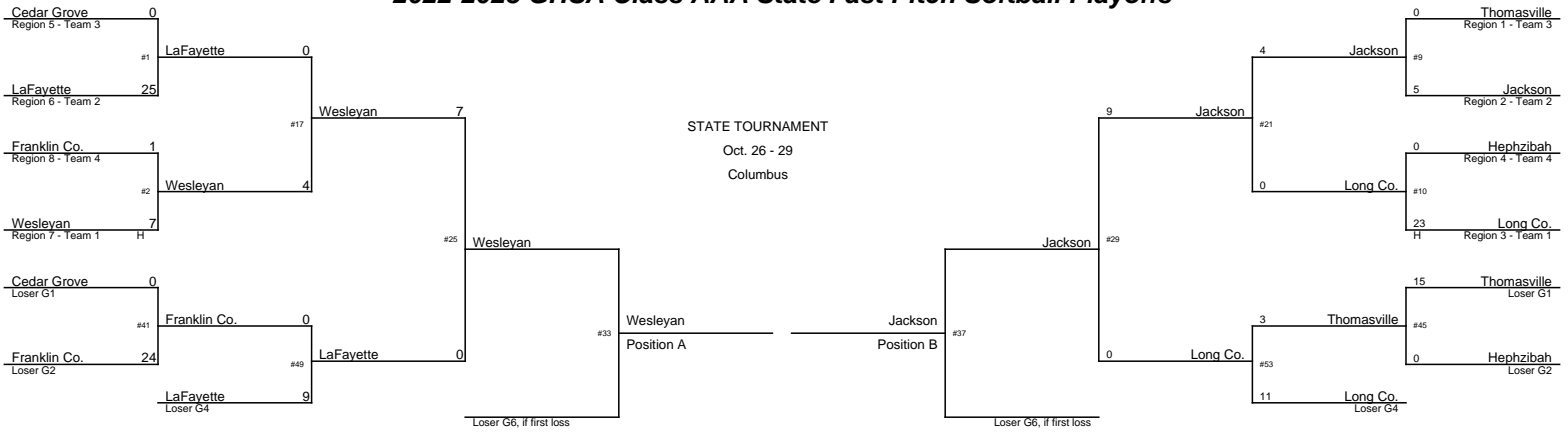 2022-2023 GHSA Class AAA State Fast Pitch Softball Playoffs
Cedar Grove 0
Region 5 - Team 3
#1
LaFayette 0
LaFayette 25
Region 6 - Team 2
#17
Wesleyan 7
Franklin Co. 1
Region 8 - Team 4
#2
Wesleyan 4
Wesleyan 7
Region 7 - Team 1 H
#25
Wesleyan
Cedar Grove 0
Loser G1
#41
Franklin Co. 0
Franklin Co. 24
Loser G2
#49
LaFayette 0
LaFayette 9
Loser G4
#33
Wesleyan
Position A
Loser G6, if first loss
STATE TOURNAMENT
Oct. 26 - 29
Columbus
0 Thomasville
Region 1 - Team 3
#9
4 Jackson
5 Jackson
Region 2 - Team 2
#21
9 Jackson
0 Hephzibah
Region 4 - Team 4
#10
0 Long Co.
23 Long Co.
H Region 3 - Team 1
#29
Jackson
15 Thomasville
Loser G1
#45
3 Thomasville
0 Hephzibah
Loser G2
#53
0 Long Co.
11 Long Co.
Loser G4
#37
Jackson
Position B
Loser G6, if first loss